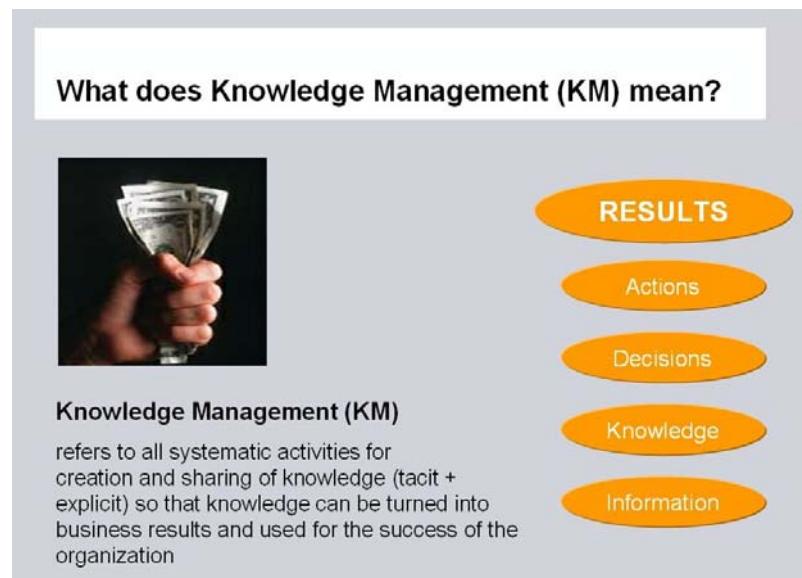 What does Knowledge Management (KM) mean?
RESULTS
Actions
Decisions
Knowledge
Information
Knowledge Management (KM)
refers to all systematic activities for
creation and sharing of knowledge (tacit +
explicit) so that knowledge can be turned into
business results and used for the success of the
organization